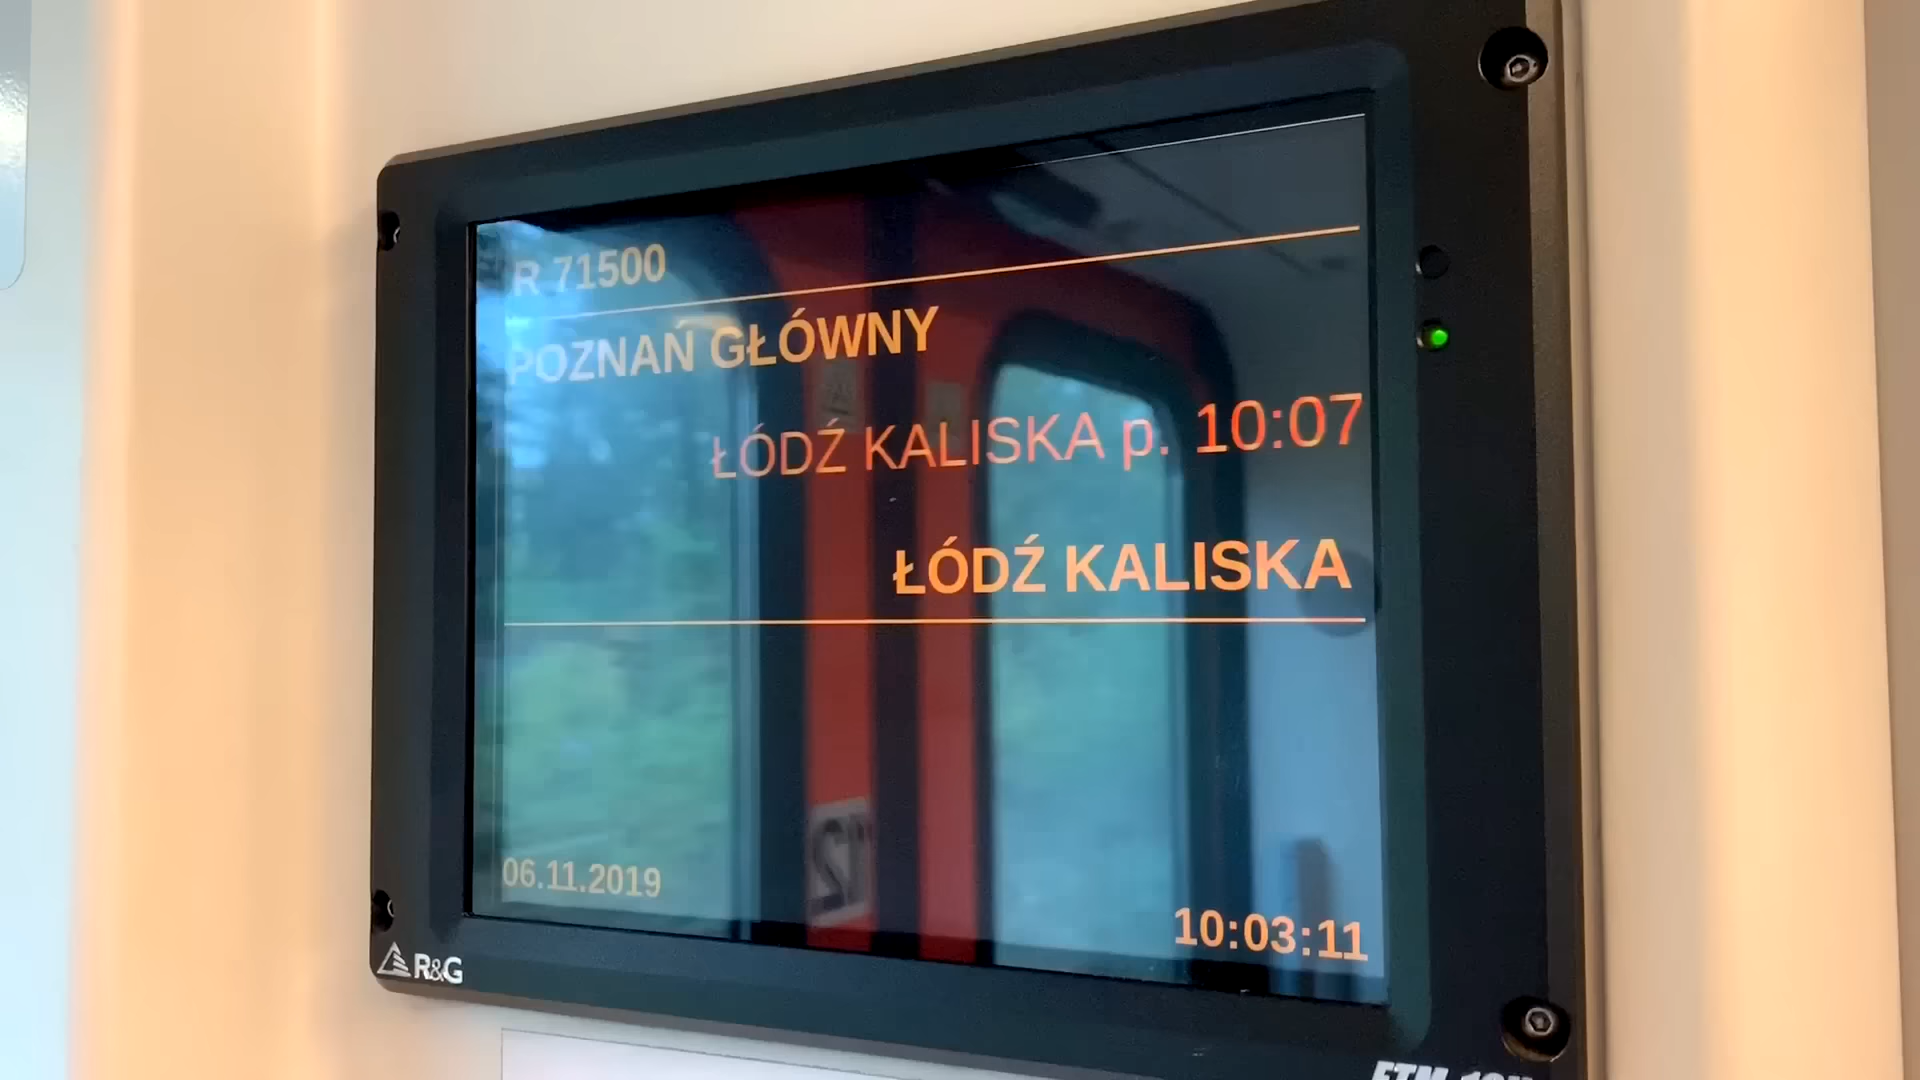 R 71500
POZNAŃ GŁÓWNY
ŁÓDŹ KALISKA p. 10:07
ŁÓDŹ KALISKA
06.11.2019
10:03:11
R&G